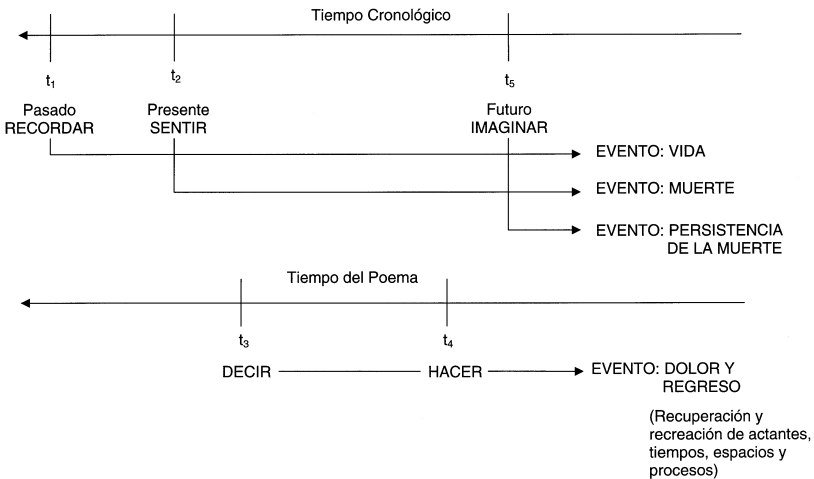 Tiempo Cronológico
t1 t2 t5
Pasado Presente Futuro
RECORDAR SENTIR IMAGINAR
EVENTO: VIDA
EVENTO: MUERTE
EVENTO: PERSISTENCIA
DE LA MUERTE
Tiempo del Poema
t3 t4
DECIR HACER EVENTO: DOLOR Y
REGRESO
(Recuperación y
recreación de actantes,
tiempos, espacios y
procesos)